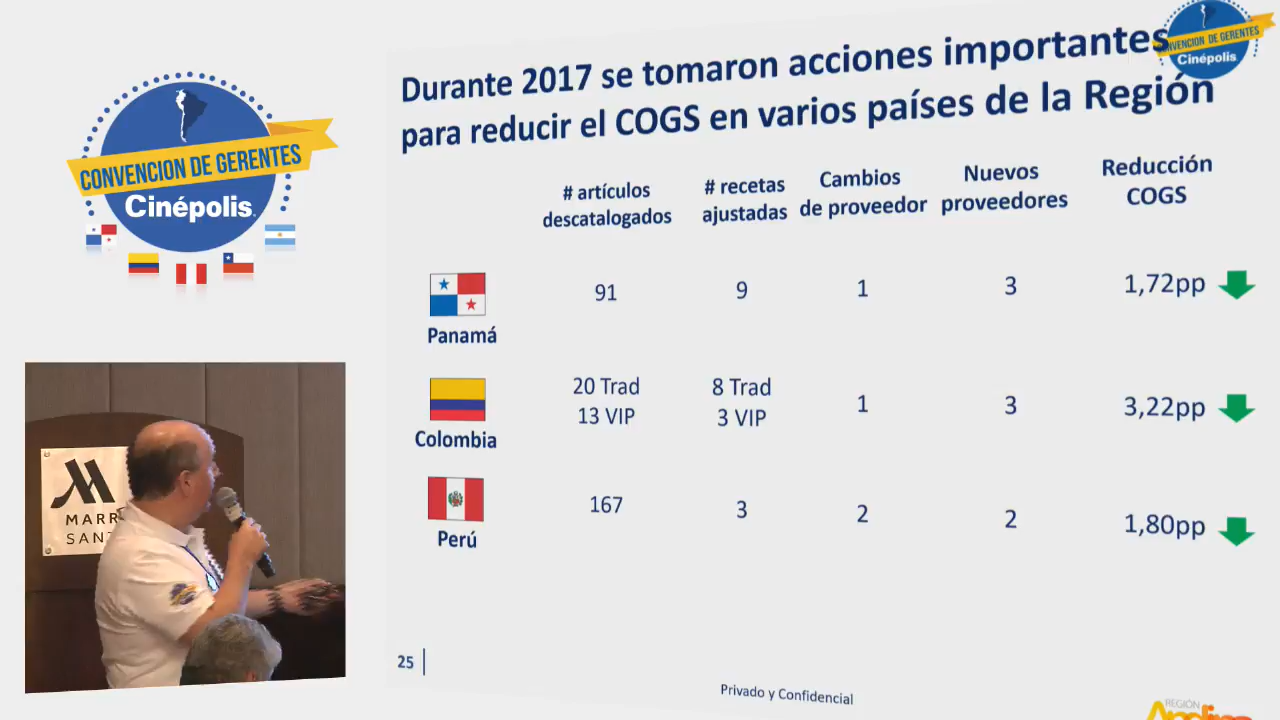 CONVENCION DE GERENTES
Cinépolis
MARR
SANT
Durante 2017 se tomaron acciones importantes
para reducir el COGS en varios países de la Región
CONVENCION DE GERENTES
Cinépolis
# artículos descatalogados
# recetas ajustadas
Cambios de proveedor
Nuevos proveedores
Reducción COGS
Panamá 91 9 1 3 1,72pp
Colombia 20 Trad 13 VIP 8 Trad 3 VIP 1 3 3,22pp
Perú 167 3 2 2 1,80pp
25
Privado y Confidencial
REGIÓN